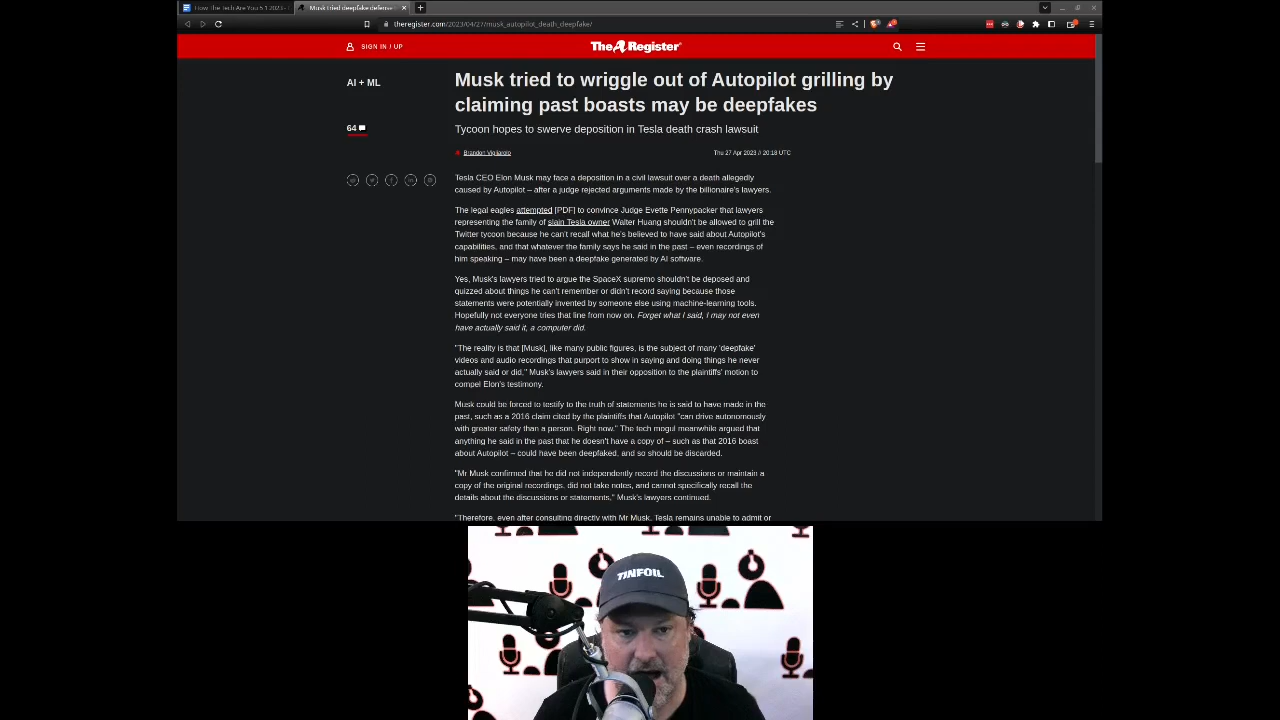 How The Tech Are You 5 1 2023 -
Musk tried deepfake defense
theregister.com/2023/04/27/musk_autopilot_death_deepfake/
SIGN IN / UP
The Register
AI + ML
Musk tried to wriggle out of Autopilot grilling by
claiming past boasts may be deepfakes
64
Tycoon hopes to swerve deposition in Tesla death crash lawsuit
Brandon Vigliarolo
Thu 27 Apr 2023 // 20:18 UTC
Tesla CEO Elon Musk may face a deposition in a civil lawsuit over a death allegedly
caused by Autopilot – after a judge rejected arguments made by the billionaire's lawyers.
The legal eagles attempted [PDF] to convince Judge Evette Pennypacker that lawyers
representing the family of slain Tesla owner Walter Huang shouldn't be allowed to grill the
Twitter tycoon because he can't recall what he's believed to have said about Autopilot's
capabilities, and that whatever the family says he said in the past – even recordings of
him speaking – may have been a deepfake generated by AI software.
Yes, Musk's lawyers tried to argue the SpaceX supremo shouldn't be deposed and
quizzed about things he can't remember or didn't record saying because those
statements were potentially invented by someone else using machine-learning tools.
Hopefully not everyone tries that line from now on. Forget what I said, I may not even
have actually said it, a computer did.
"The reality is that [Musk], like many public figures, is the subject of many 'deepfake'
videos and audio recordings that purport to show in saying and doing things he never
actually said or did," Musk's lawyers said in their opposition to the plaintiffs' motion to
compel Elon's testimony.
Musk could be forced to testify to the truth of statements he is said to have made in the
past, such as a 2016 claim cited by the plaintiffs that Autopilot "can drive autonomously
with greater safety than a person. Right now." The tech mogul meanwhile argued that
anything he said in the past that he doesn't have a copy of – such as that 2016 boast
about Autopilot – could have been deepfaked, and so should be discarded.
"Mr Musk confirmed that he did not independently record the discussions or maintain a
copy of the original recordings, did not take notes, and cannot specifically recall the
details about the discussions or statements," Musk's lawyers continued.
"Therefore, even after consulting directly with Mr Musk, Tesla remains unable to admit or
TINFOIL